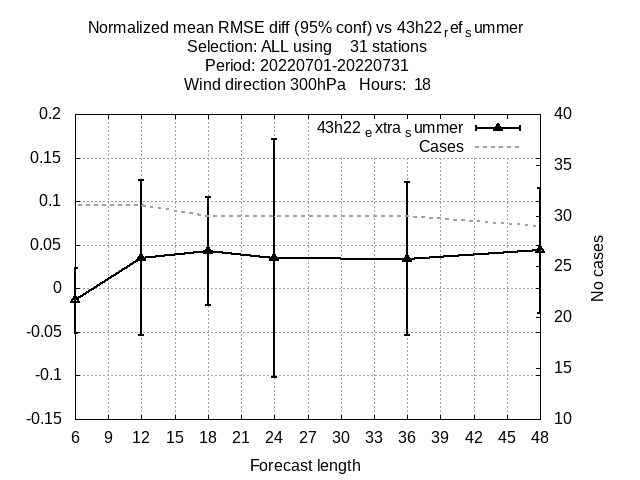 Normalized mean RMSE diff (95% conf) vs 43h22ref summer
Selection: ALL using 31 stations
Period: 20220701-20220731
Wind direction 300hPa Hours: 18
43h22extrasummer
Cases
0.2
0.15
0.1
0.05
0
-0.05
-0.1
-0.15
40
35
30
25
20
15
10
No cases
6 9 12 15 18 21 24 27 30 33 36 39 42 45 48
Forecast length